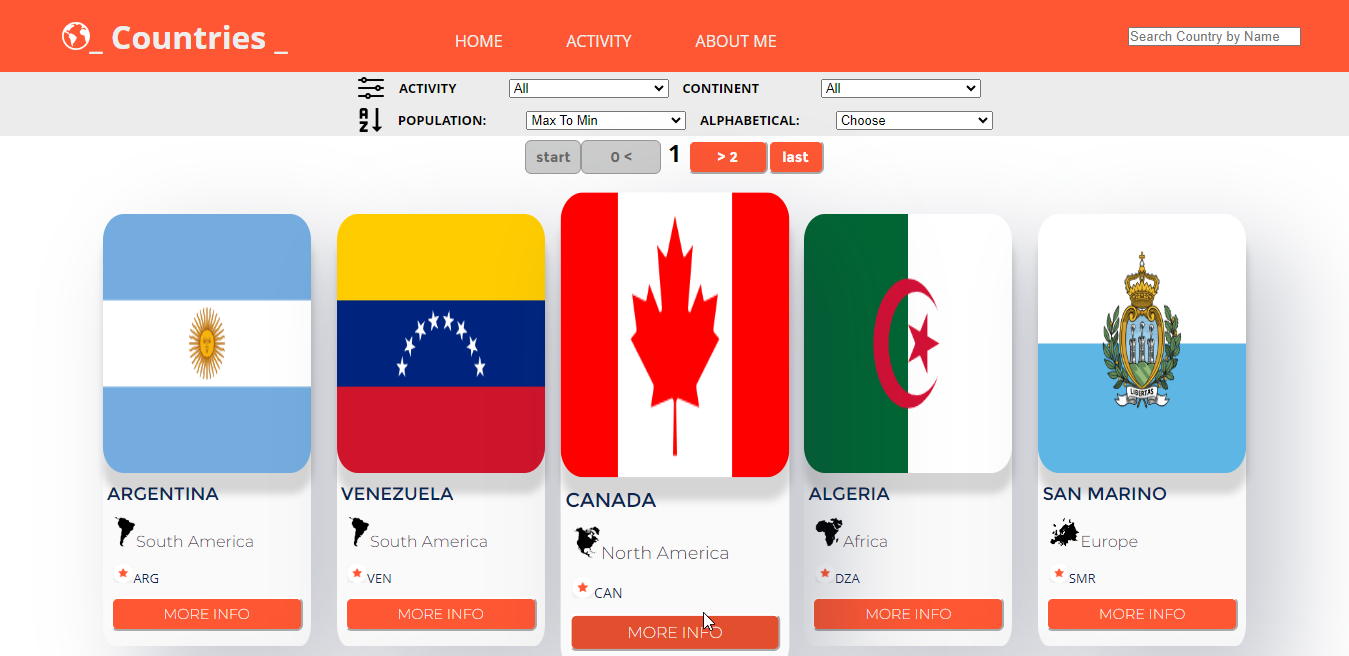 _ Countries _
HOME ACTIVITY ABOUT ME
Search Country by Name
ACTIVITY All CONTINENT All
POPULATION: Max To Min ALPHABETICAL: Choose
start 0 < 1 > 2 last
LIBERTAS
ARGENTINA VENEZUELA CANADA ALGERIA SAN MARINO
South America South America North America Africa Europe
ARG VEN CAN DZA SMR
MORE INFO MORE INFO MORE INFO MORE INFO MORE INFO